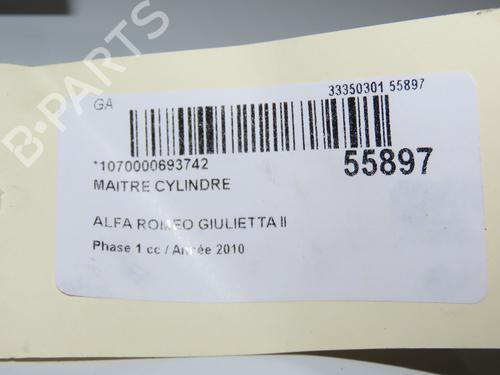 B-PARTS
GA
33350301 55897
*1070000693742
55897
MAITRE CYLINDRE
ALFA ROMEO GIULIETTA II
Phase 1 cc / Année 2010